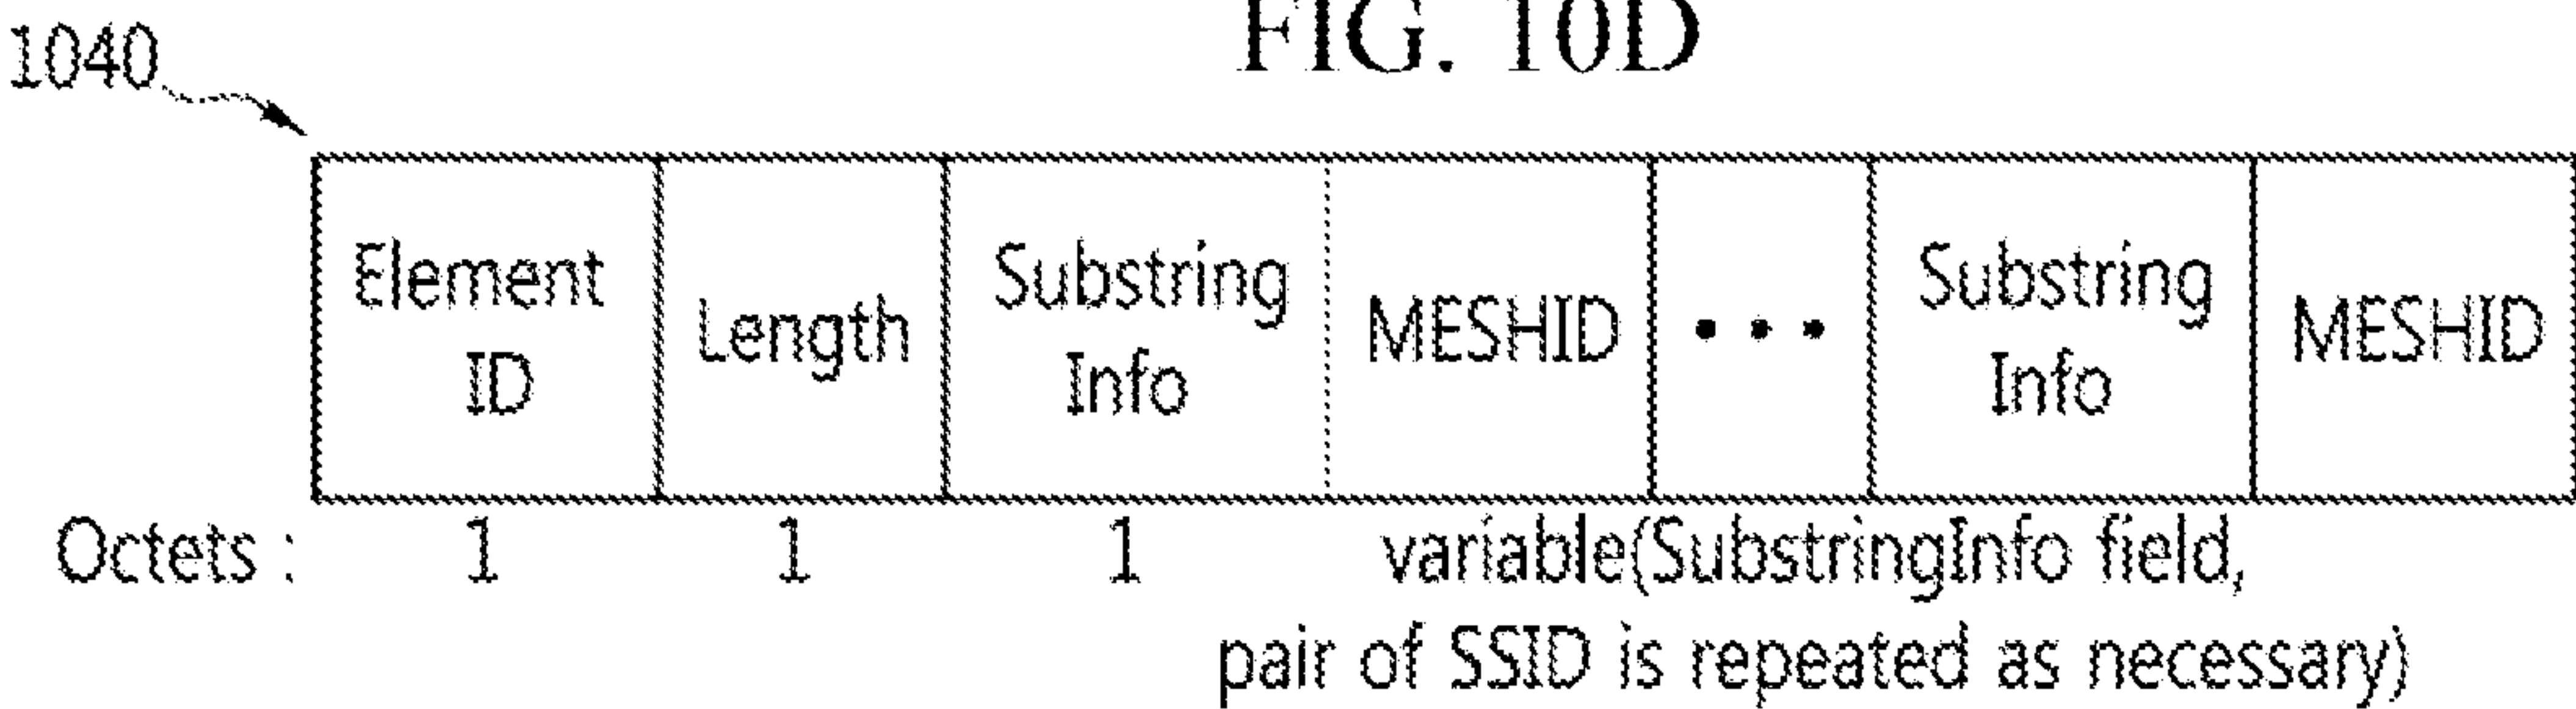 FIG. 10D
1040
Element ID
Length
Substring Info
MESHID
• • •
Substring Info
MESHID
Octets : 1 1 1 variable(SubstringInfo field,
pair of SSID is repeated as necessary)